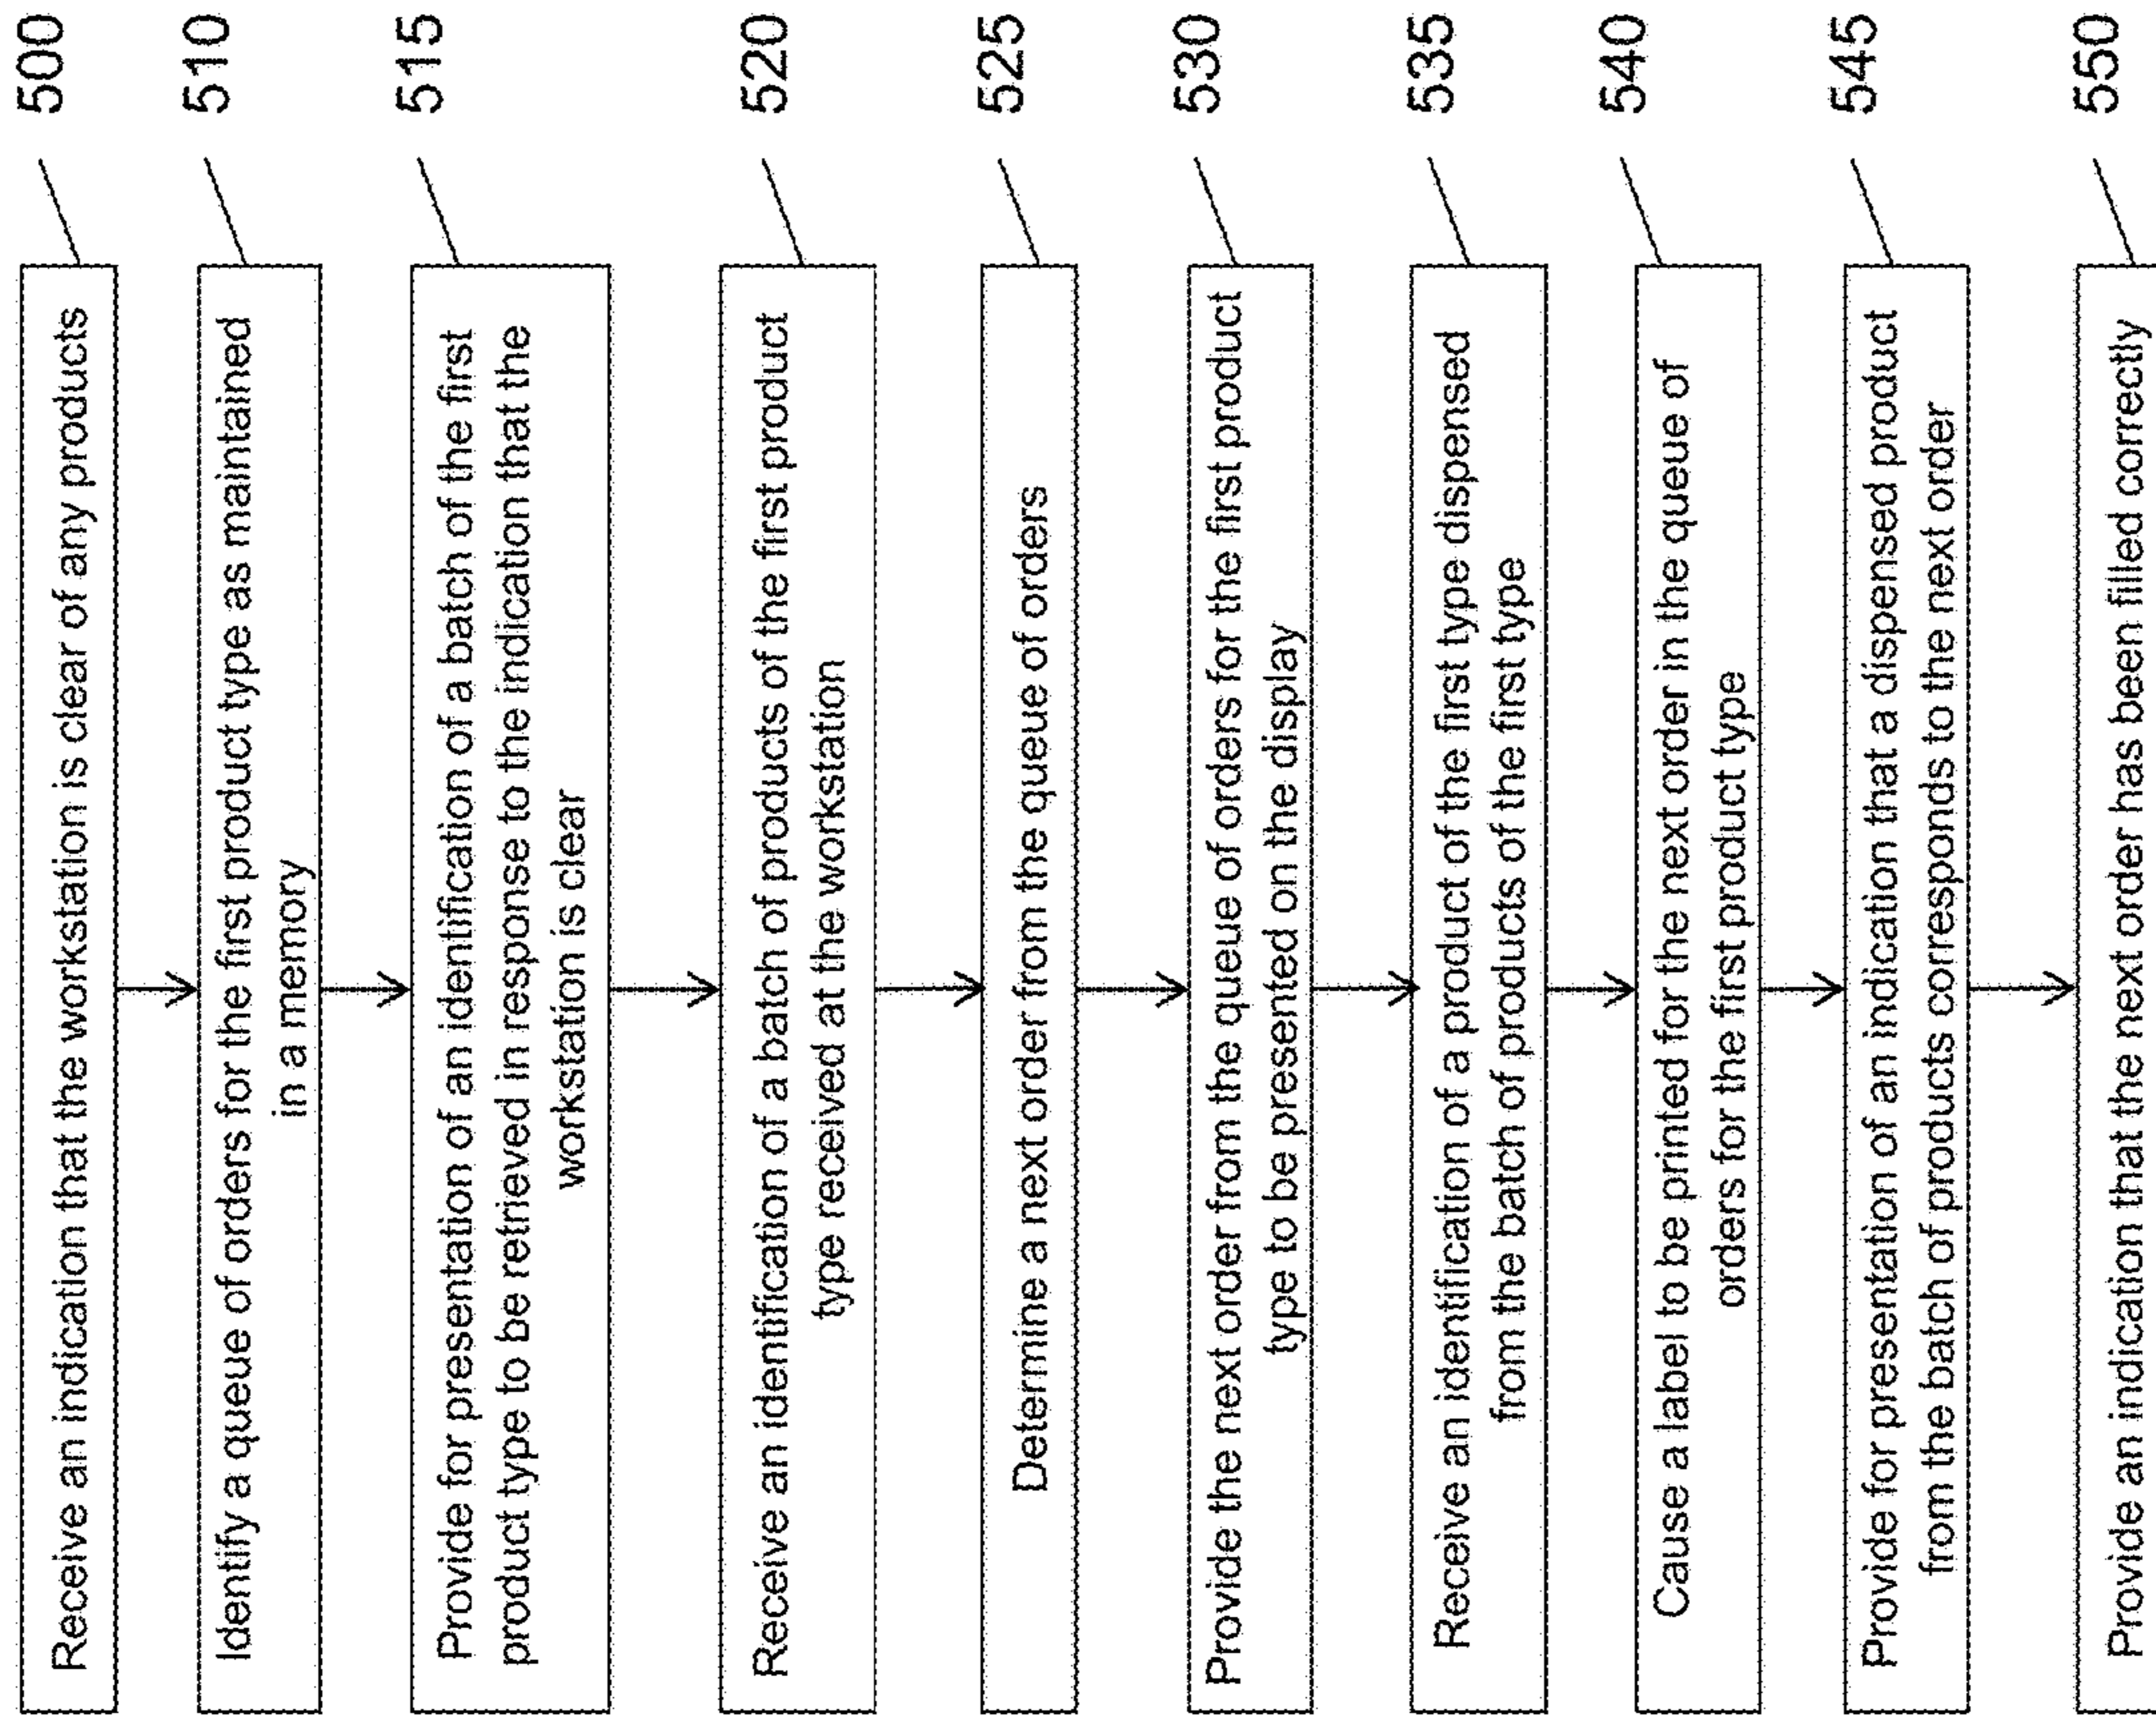 Receive an indication that the workstation is clear of any products
500
Identify a queue of orders for the first product type as maintained
in a memory
510
Provide for presentation of an identification of a batch of the first
product type to be retrieved in response to the indication that the
workstation is clear
515
Receive an identification of a batch of products of the first product
type received at the workstation
520
Determine a next order from the queue of orders
525
Provide the next order from the queue of orders for the first product
type to be presented on the display
530
Receive an identification of a product of the first type dispensed
from the batch of products of the first type
535
Cause a label to be printed for the next order in the queue of
orders for the first product type
540
Provide for presentation of an indication that a dispensed product
from the batch of products corresponds to the next order
545
Provide an indication that the next order has been filled correctly
550